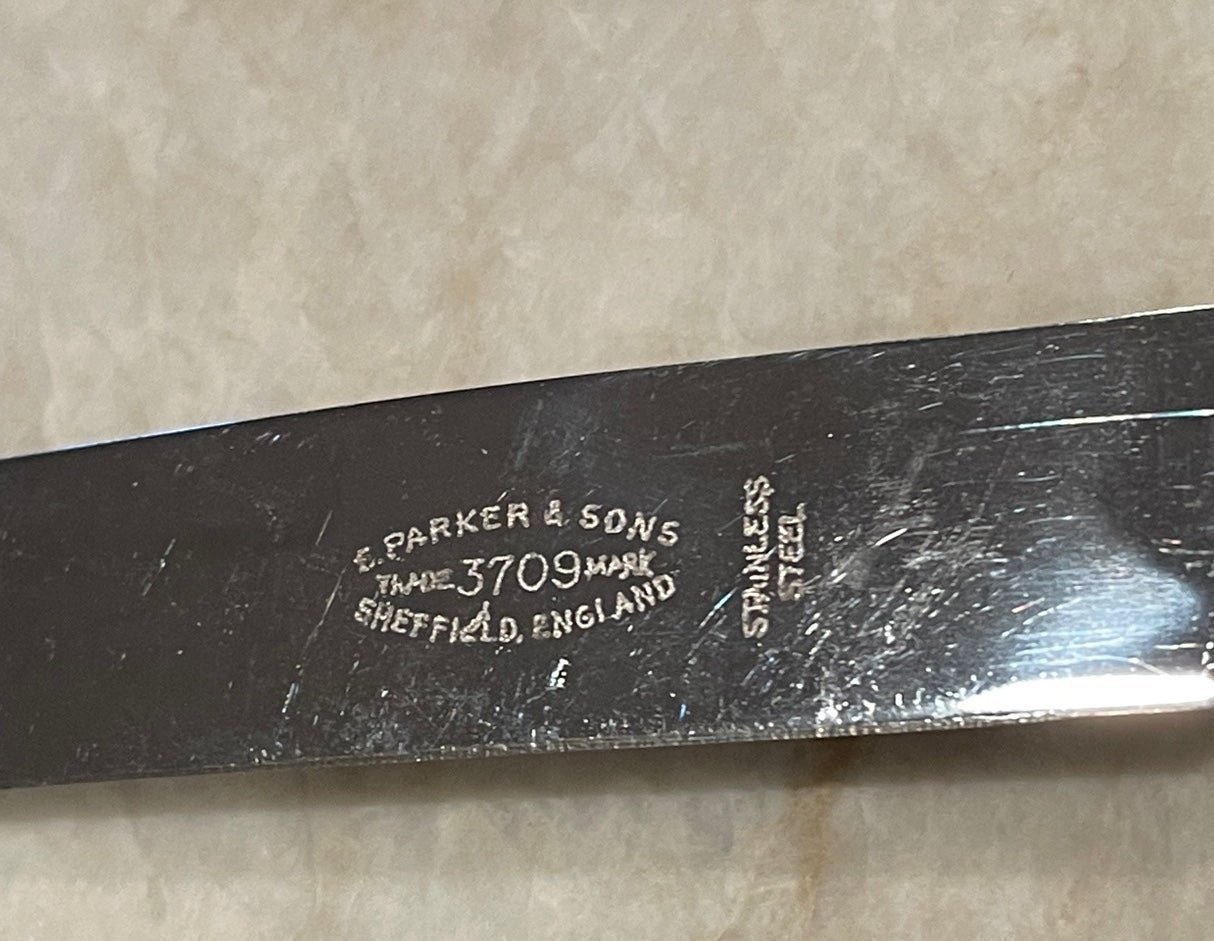 E. PARKER & SONS
TRADE 3709 MARK
SHEFFIELD, ENGLAND
STAINLESS
STEEL